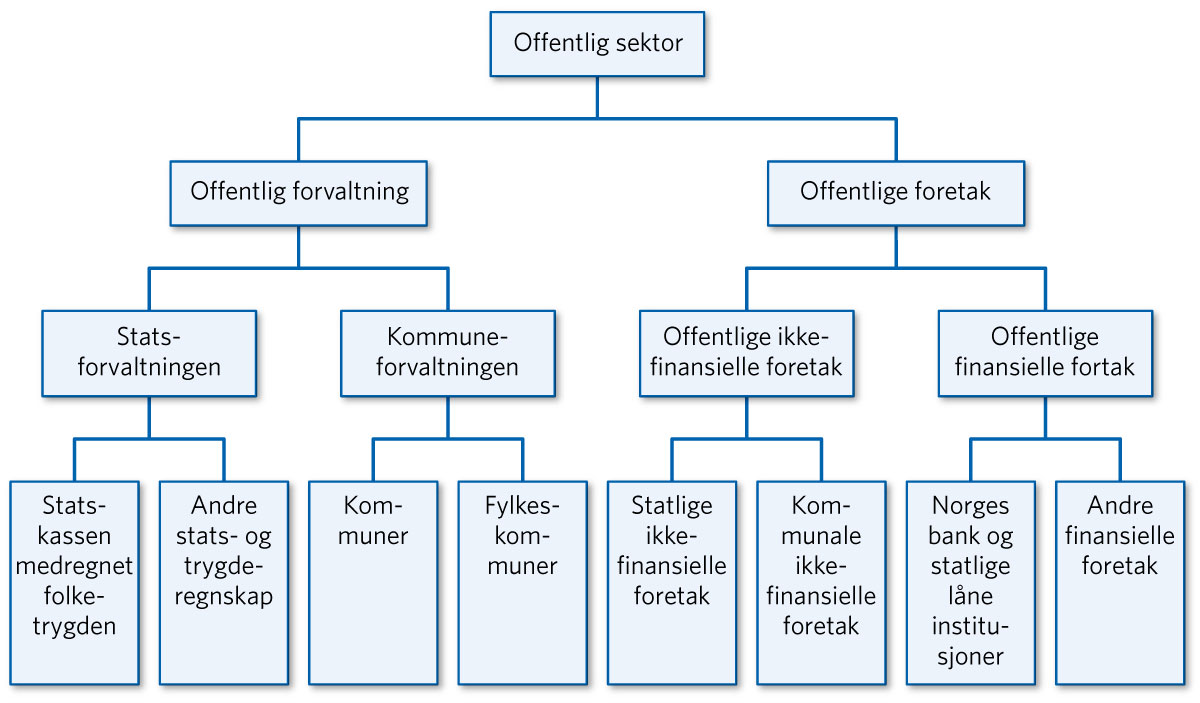 Offentlig sektor
Offentlig forvaltning
Offentlige foretak
Stats-
forvaltningen
Kommune-
forvaltningen
Offentlige ikke-
finansielle foretak
Offentlige
finansielle fortak
Stats-
kassen
medregnet
folke-
trygden
Andre
stats- og
trygde-
regnskap
Kom-
muner
Fylkes-
kom-
muner
Statlige
ikke-
finansielle
foretak
Kom-
munale
ikke-
finansielle
foretak
Norges
bank og
statlige
låne
institu-
sjoner
Andre
finansielle
foretak